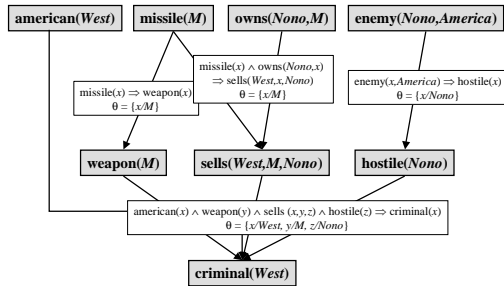 american(West)
missile(M)
owns(Nono,M)
enemy(Nono,America)
missile(x) ⇒ weapon(x)
θ = {x/M}
missile(x) ∧ owns(Nono,x)
⇒ sells(West,x,Nono)
θ = {x/M}
enemy(x,America) ⇒ hostile(x)
θ = {x/Nono}
weapon(M)
sells(West,M,Nono)
hostile(Nono)
american(x) ∧ weapon(y) ∧ sells (x,y,z) ∧ hostile(z) ⇒ criminal(x)
θ = {x/West, y/M, z/Nono}
criminal(West)